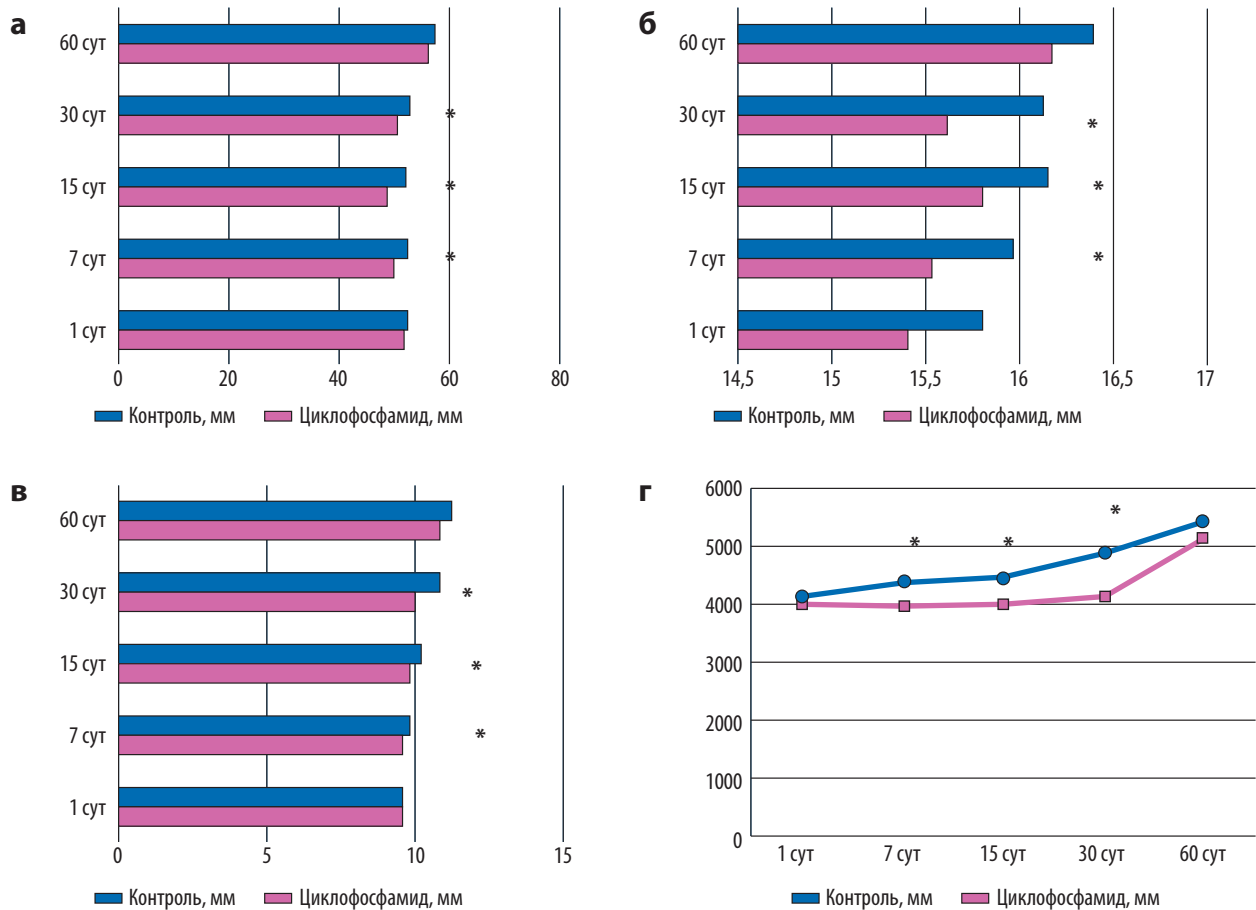 а
60 сут
30 сут
*
15 сут
*
7 сут
*
1 сут
0 20 40 60 80
Контроль, мм Циклофосфамид, мм
б
60 сут
30 сут
*
15 сут
*
7 сут
*
1 сут
14,5 15 15,5 16 16,5 17
Контроль, мм Циклофосфамид, мм
в
60 сут
30 сут
*
15 сут
*
7 сут
*
1 сут
0 5 10 15
Контроль, мм Циклофосфамид, мм
г
6000
*
5000
* *
4000
3000
2000
1000
0
1 сут 7 сут 15 сут 30 сут 60 сут
Контроль, мм Циклофосфамид, мм